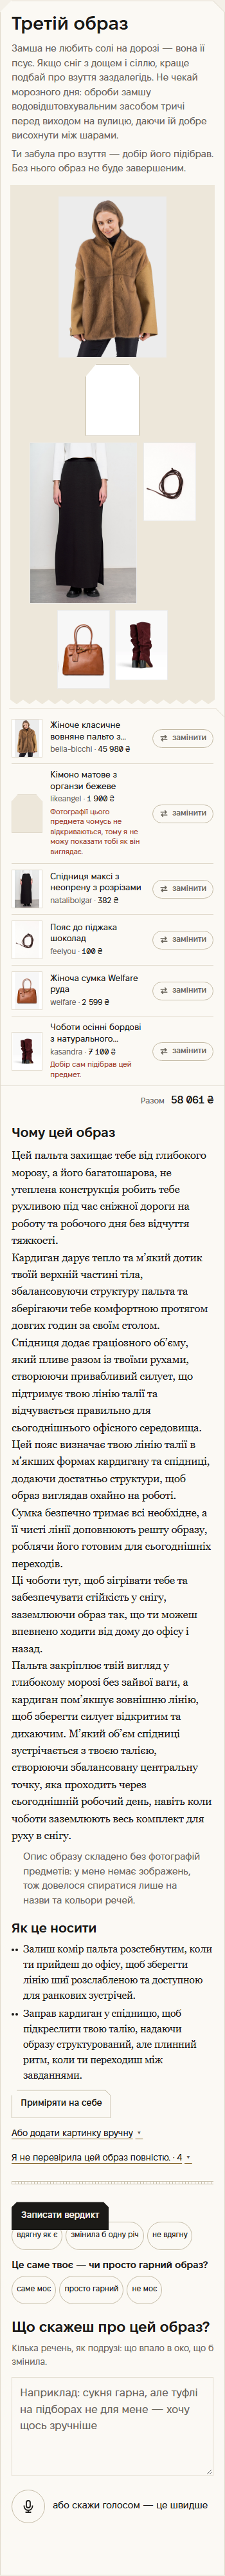 Третій образ
Замша не любить солі на дорозі — вона її
псує. Якщо сніг з дощем і сіллю, краще
подбай про взуття заздалегідь. Не чекай
морозного дня: оброби замшу
водовідштовхувальним засобом тричі
перед виходом на вулицю, даючи їй добре
висохнути між шарами.
Ти забула про взуття — добір його підібрав.
Без нього образ не буде завершеним.
Жіноче класичне
вовняне пальто з...
bella-bicchi · 45 980 ₴
замінити
Кімоно матове з
органзи бежеве
likeangel · 1 900 ₴
Фотографії цього
предмета чомусь не
відкриваються, тому я не
можу показати тобі як він
виглядає.
замінити
Спідниця максі з
неопрену з розрізами
natalibolgar · 382 ₴
замінити
Пояс до піджака
шоколад
feelyou · 100 ₴
замінити
Жіноча сумка Welfare
руда
welfare · 2 599 ₴
замінити
Чоботи осінні бордові
з натурального...
kasandra · 7 100 ₴
Добір сам підібрав цей
предмет.
замінити
Разом 58 061 ₴
Чому цей образ
Цей пальта захищає тебе від глибокого
морозу, а його багатошарова, не
утеплена конструкція робить тебе
рухливою під час сніжної дороги на
роботу та робочого дня без відчуття
тяжкості.
Кардиган дарує тепло та м’який дотик
твоїй верхній частині тіла,
збалансовуючи структуру пальта та
зберігаючи тебе комфортною протягом
довгих годин за своїм столом.
Спідниця додає граціозного об’єму,
який пливе разом із твоїми рухами,
створюючи привабливий силует, що
підтримує твою лінію талії та
відчувається правильно для
сьогоднішнього офісного середовища.
Цей пояс визначає твою лінію талії в
м’якших формах кардигану та спідниці,
додаючи достатньо структури, щоб
образ виглядав охайно на роботі.
Сумка безпечно тримає всі необхідне, а
її чисті лінії доповнюють решту образу,
роблячи його готовим для сьогоднішніх
переходів.
Ці чоботи тут, щоб зігрівати тебе та
забезпечувати стійкість у снігу,
заземлюючи образ так, що ти можеш
впевнено ходити від дому до офісу і
назад.
Пальта закріплює твій вигляд у
глибокому морозі без зайвої ваги, а
кардиган пом’якшує зовнішню лінію,
щоб зберегти силует відкритим та
дихаючим. М’який об’єм спідниці
зустрічається з твоєю талією,
створюючи збалансовану центральну
точку, яка проходить через
сьогоднішній робочий день, навіть коли
чоботи заземлюють весь комплект для
руху в снігу.
Опис образу складено без фотографій
предметів: у мене немає зображень,
тож довелося спиратися лише на
назви та кольори речей.
Як це носити
Залиш комір пальта розстебнутим, коли
ти прийдеш до офісу, щоб зберегти
лінію шиї розслабленою та доступною
для ранкових зустрічей.
Заправ кардиган у спідницю, щоб
підкреслити твою талію, надаючи
образу структурований, але плинний
ритм, коли ти переходиш між
завданнями.
Приміряти на себе
Або додати картинку вручну
Я не перевірила цей образ повністю. · 4
Записати вердикт
вдягну як є
змінила б одну річ
не вдягну
Це саме твоє — чи просто гарний образ?
саме моє
просто гарний
не моє
Що скажеш про цей образ?
Кілька речень, як подрузі: що впало в око, що б
змінила.
Наприклад: сукня гарна, але туфлі
на підборах не для мене — хочу
щось зручніше
або скажи голосом — це швидше